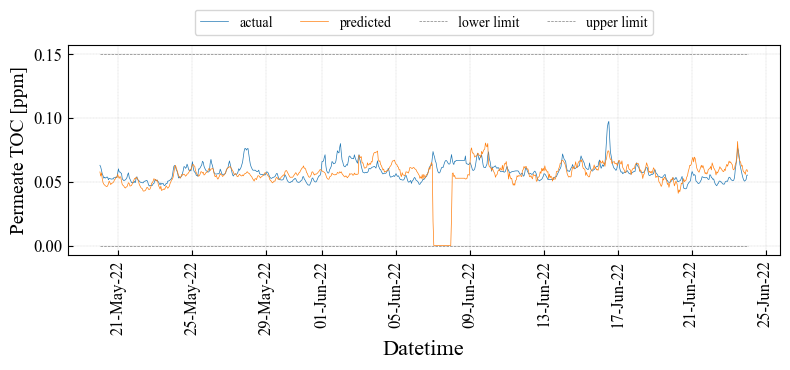 actual predicted lower limit upper limit
0.15
0.10
0.05
0.00
Permeate TOC [ppm]
21-May-22 25-May-22 29-May-22 01-Jun-22 05-Jun-22 09-Jun-22 13-Jun-22 17-Jun-22 21-Jun-22 25-Jun-22
Datetime